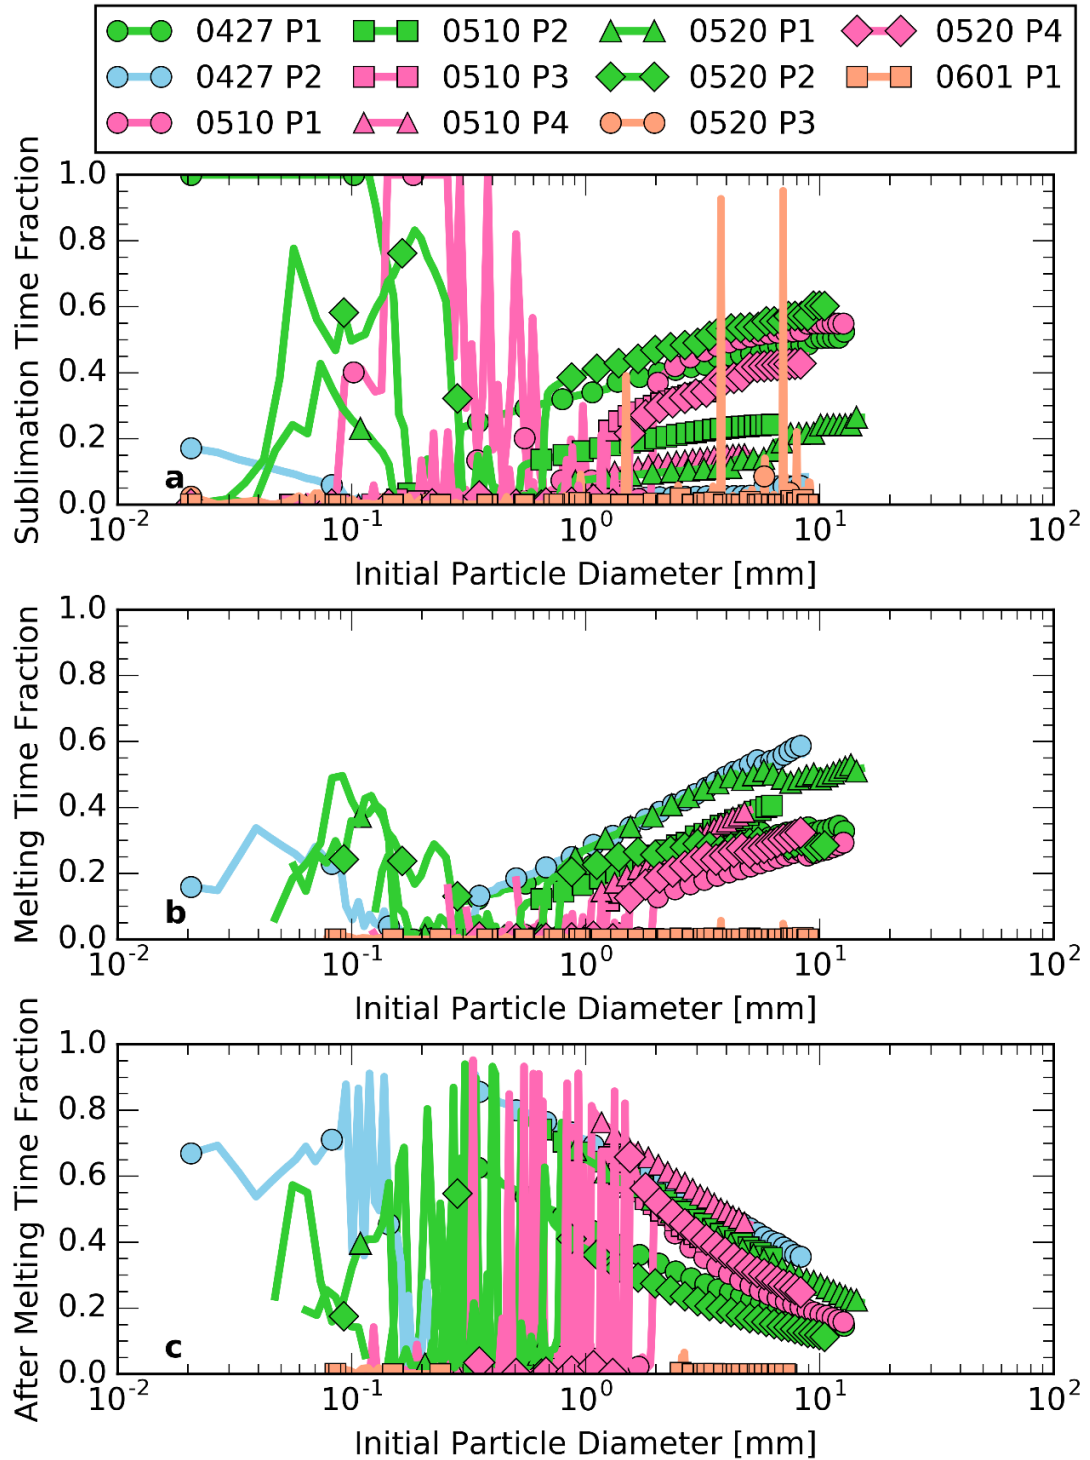 0427 P1 0510 P2 0520 P1 0520 P4
0427 P2 0510 P3 0520 P2 0601 P1
0510 P1 0510 P4 0520 P3
Sublimation Time Fraction
1.0
0.8
0.6
0.4
0.2
0.0
a
10^-2 10^-1 10^0 10^1 10^2
Initial Particle Diameter [mm]
Melting Time Fraction
1.0
0.8
0.6
0.4
0.2
0.0
b
10^-2 10^-1 10^0 10^1 10^2
Initial Particle Diameter [mm]
After Melting Time Fraction
1.0
0.8
0.6
0.4
0.2
0.0
c
10^-2 10^-1 10^0 10^1 10^2
Initial Particle Diameter [mm]